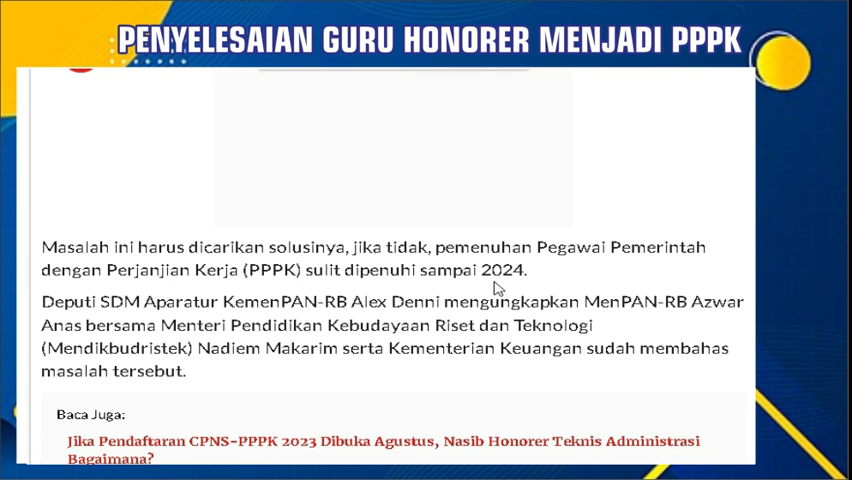 PENYELESAIAN GURU HONORER MENJADI PPPK
Masalah ini harus dicarikan solusinya, jika tidak, pemenuhan Pegawai Pemerintah
dengan Perjanjian Kerja (PPPK) sulit dipenuhi sampai 2024.
Deputi SDM Aparatur KemenPAN-RB Alex Denni mengungkapkan MenPAN-RB Azwar
Anas bersama Menteri Pendidikan Kebudayaan Riset dan Teknologi
(Mendikbudristek) Nadiem Makarim serta Kementerian Keuangan sudah membahas
masalah tersebut.
Baca Juga:
Jika Pendaftaran CPNS-PPPK 2023 Dibuka Agustus, Nasib Honorer Teknis Administrasi
Bagaimana?